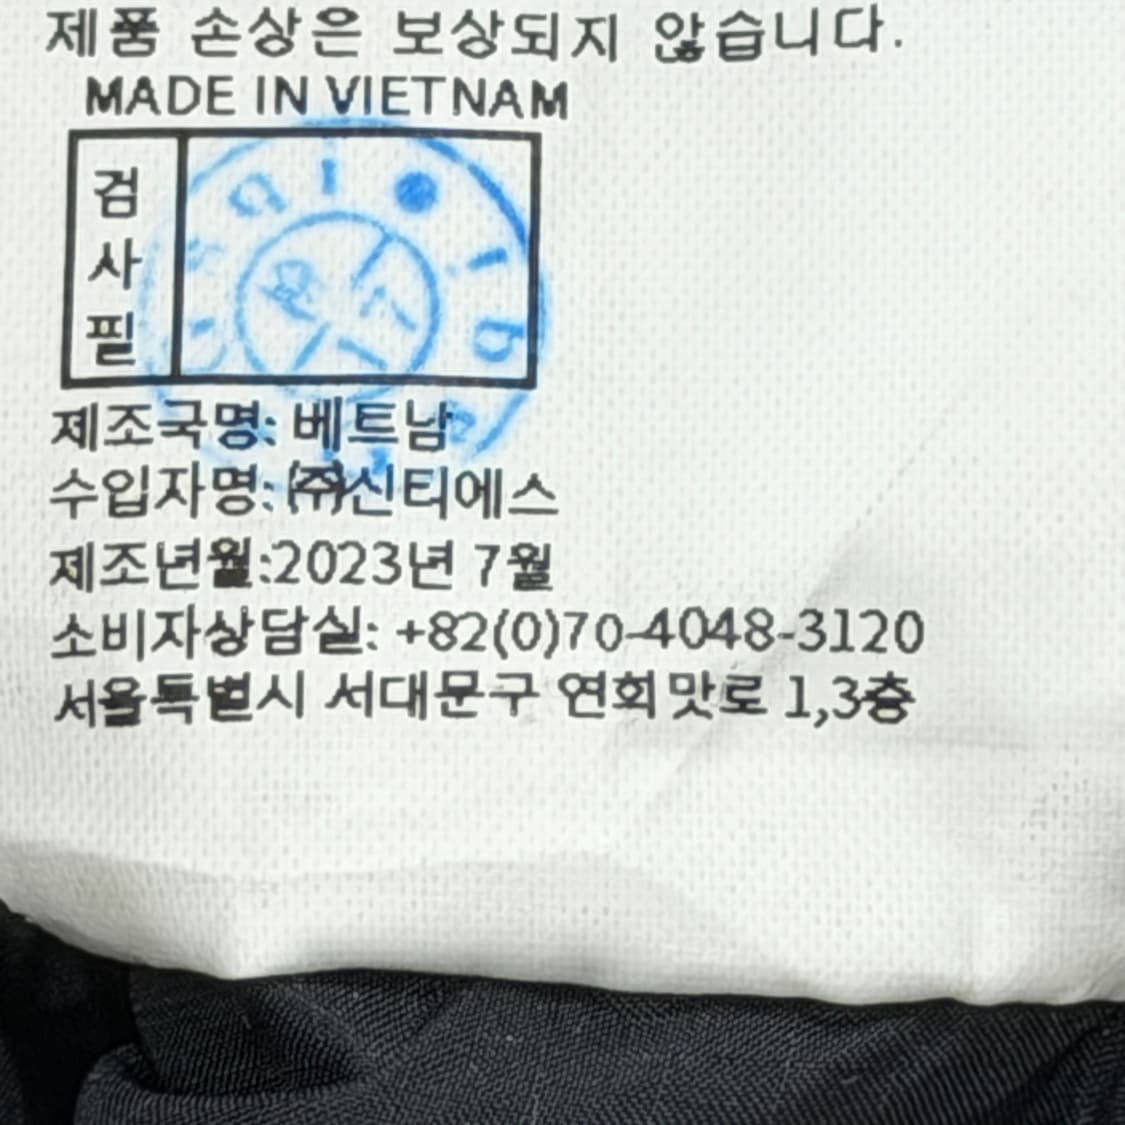 제품 손상은 보상되지 않습니다.
MADE IN VIETNAM
검
사
필
제조국명: 베트남
수입자명: ㈜신티에스
제조년월:2023년 7월
소비자상담실: +82(0)70-4048-3120
서울특별시 서대문구 연희맛로 1,3층